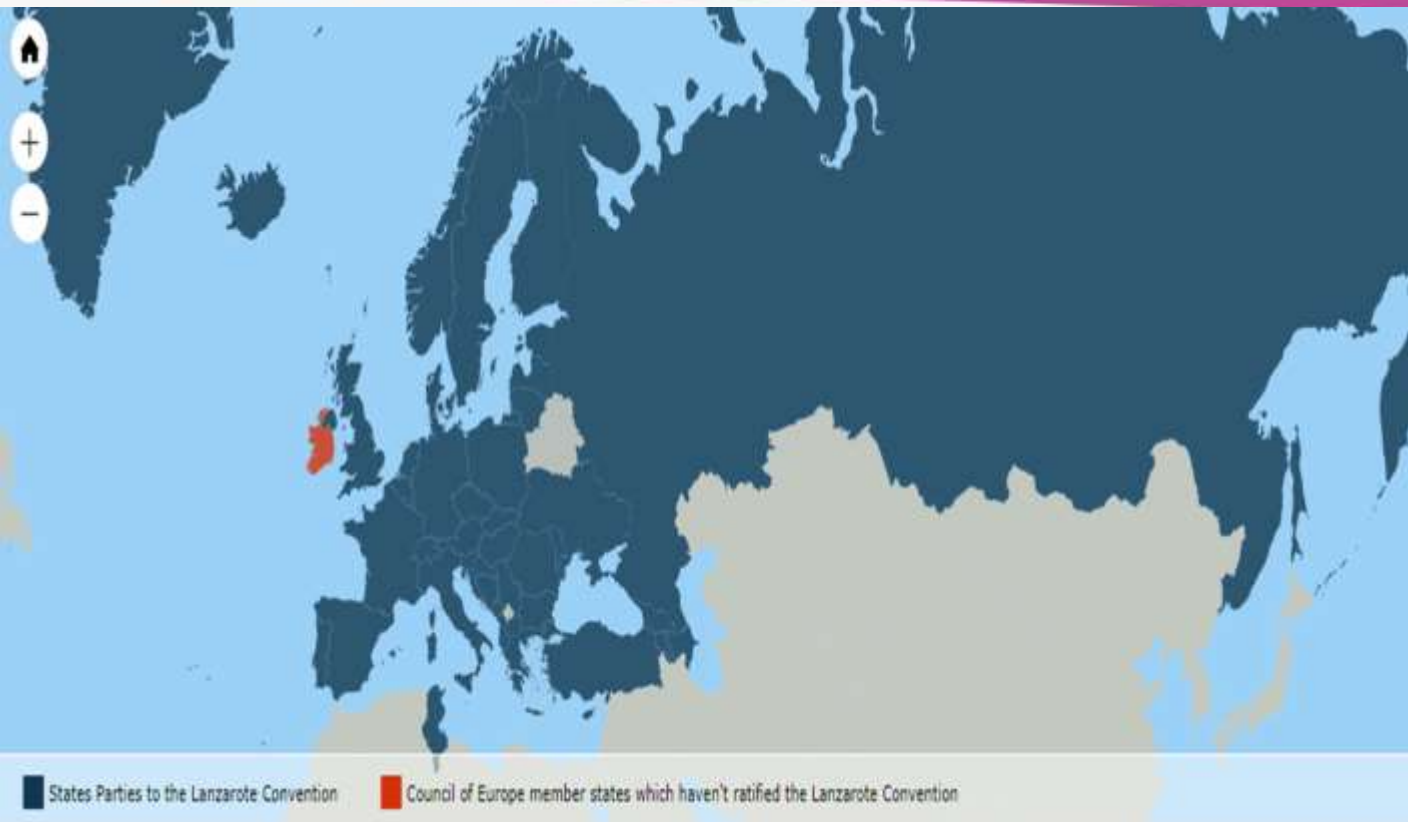 States Parties to the Lanzarote Convention
Council of Europe member states which haven't ratified the Lanzarote Convention